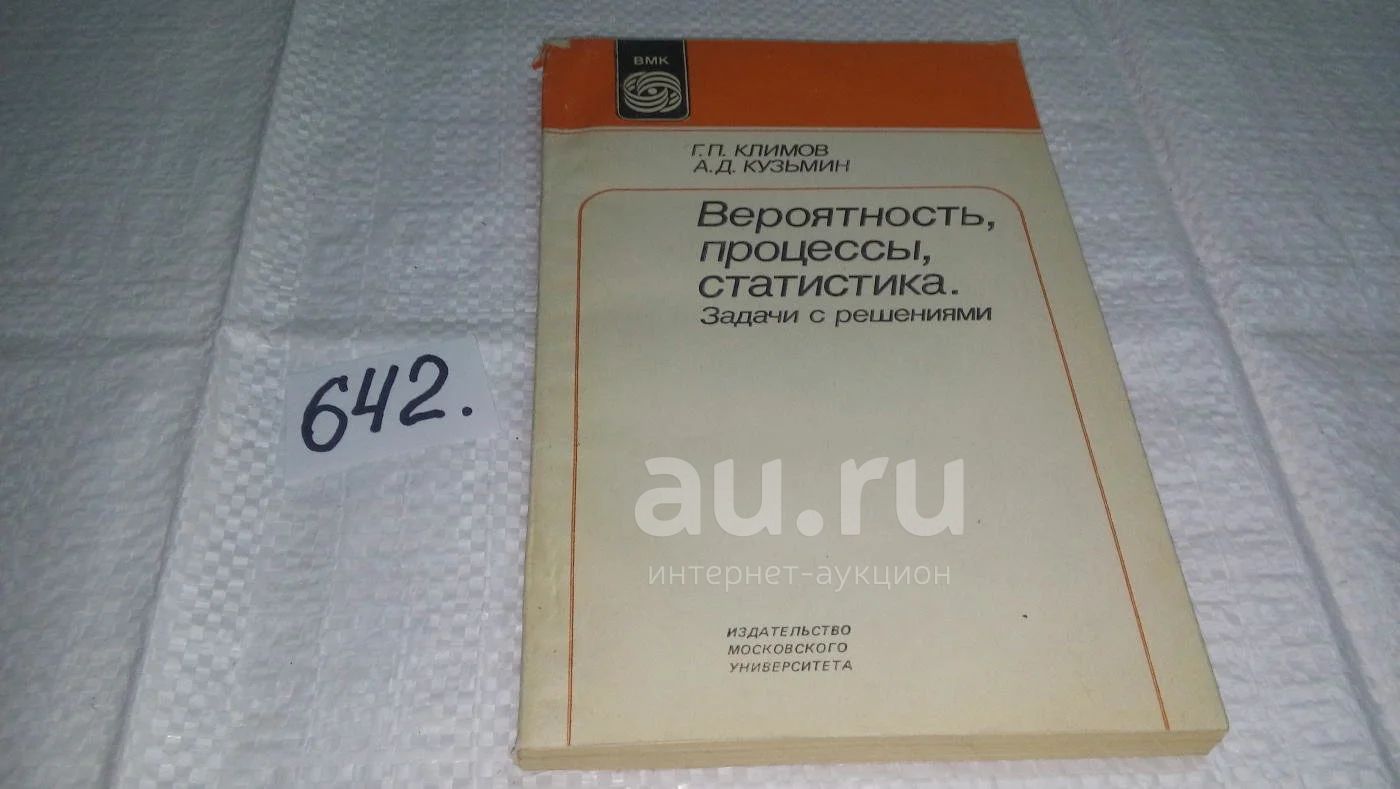 ВМК
Г.П. КЛИМОВ
А.Д. КУЗЬМИН
Вероятность,
процессы,
статистика.
Задачи с решениями
642.
au.ru
интернет-аукцион
ИЗДАТЕЛЬСТВО
МОСКОВСКОГО
УНИВЕРСИТЕТА